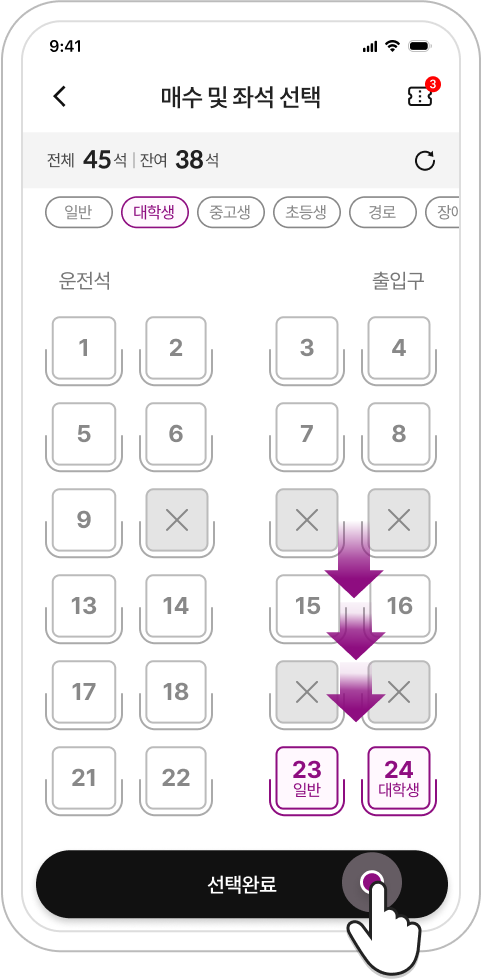 9:41
매수 및 좌석 선택
3
전체 45석 | 잔여 38석
일반 대학생 중고생 초등생 경로 장애
운전석 출입구
1 2 3 4
5 6 7 8
9
13 14 15 16
17 18
21 22 23 24
일반 대학생
선택완료